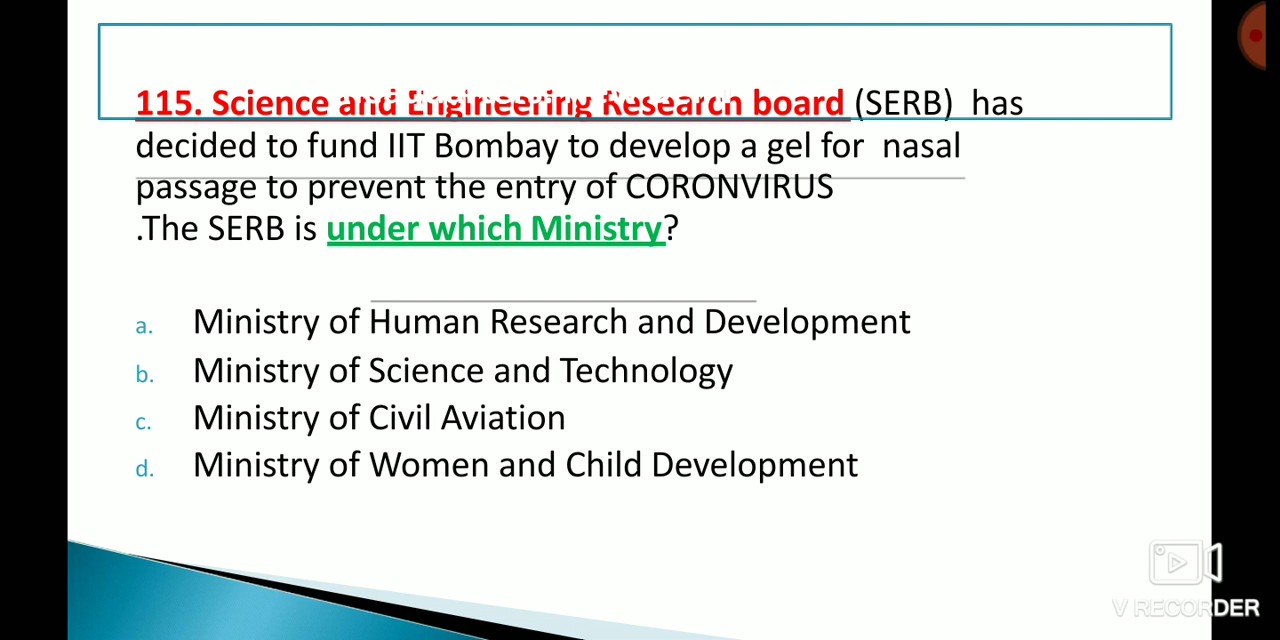 115. Science and Engineering Research board (SERB) has
decided to fund IIT Bombay to develop a gel for nasal
passage to prevent the entry of CORONVIRUS
.The SERB is under which Ministry?
a. Ministry of Human Research and Development
b. Ministry of Science and Technology
c. Ministry of Civil Aviation
d. Ministry of Women and Child Development
V RECORDER